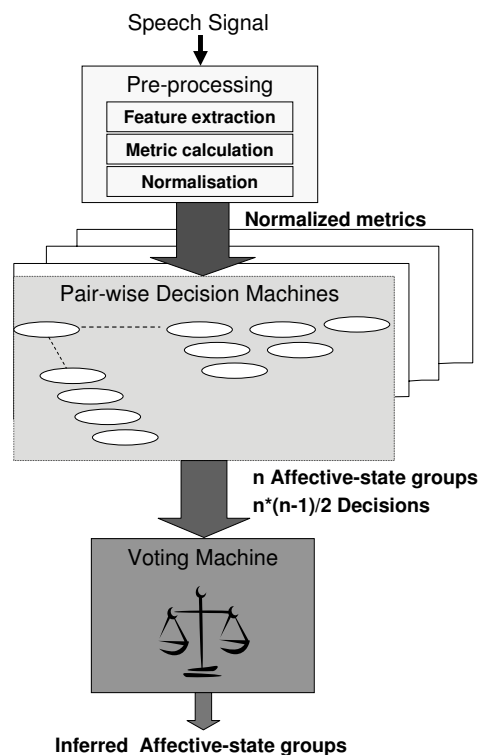 Speech Signal
Pre-processing
Feature extraction
Metric calculation
Normalisation
Normalized metrics
Pair-wise Decision Machines
n Affective-state groups
n*(n-1)/2 Decisions
Voting Machine
Inferred Affective-state groups